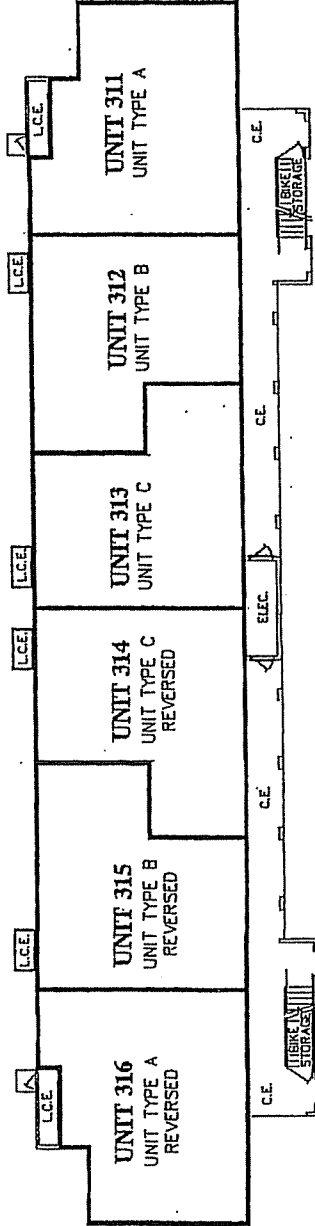 L.C.E.
L.C.E.
L.C.E.
L.C.E.
L.C.E.
L.C.E.
UNIT 316
UNIT TYPE A
REVERSED
UNIT 315
UNIT TYPE B
REVERSED
UNIT 314
UNIT TYPE C
REVERSED
UNIT 313
UNIT TYPE C
UNIT 312
UNIT TYPE B
UNIT 311
UNIT TYPE A
C.E.
BIKE
STORAGE
C.E.
ELEC.
C.E.
C.E.
BIKE
STORAGE